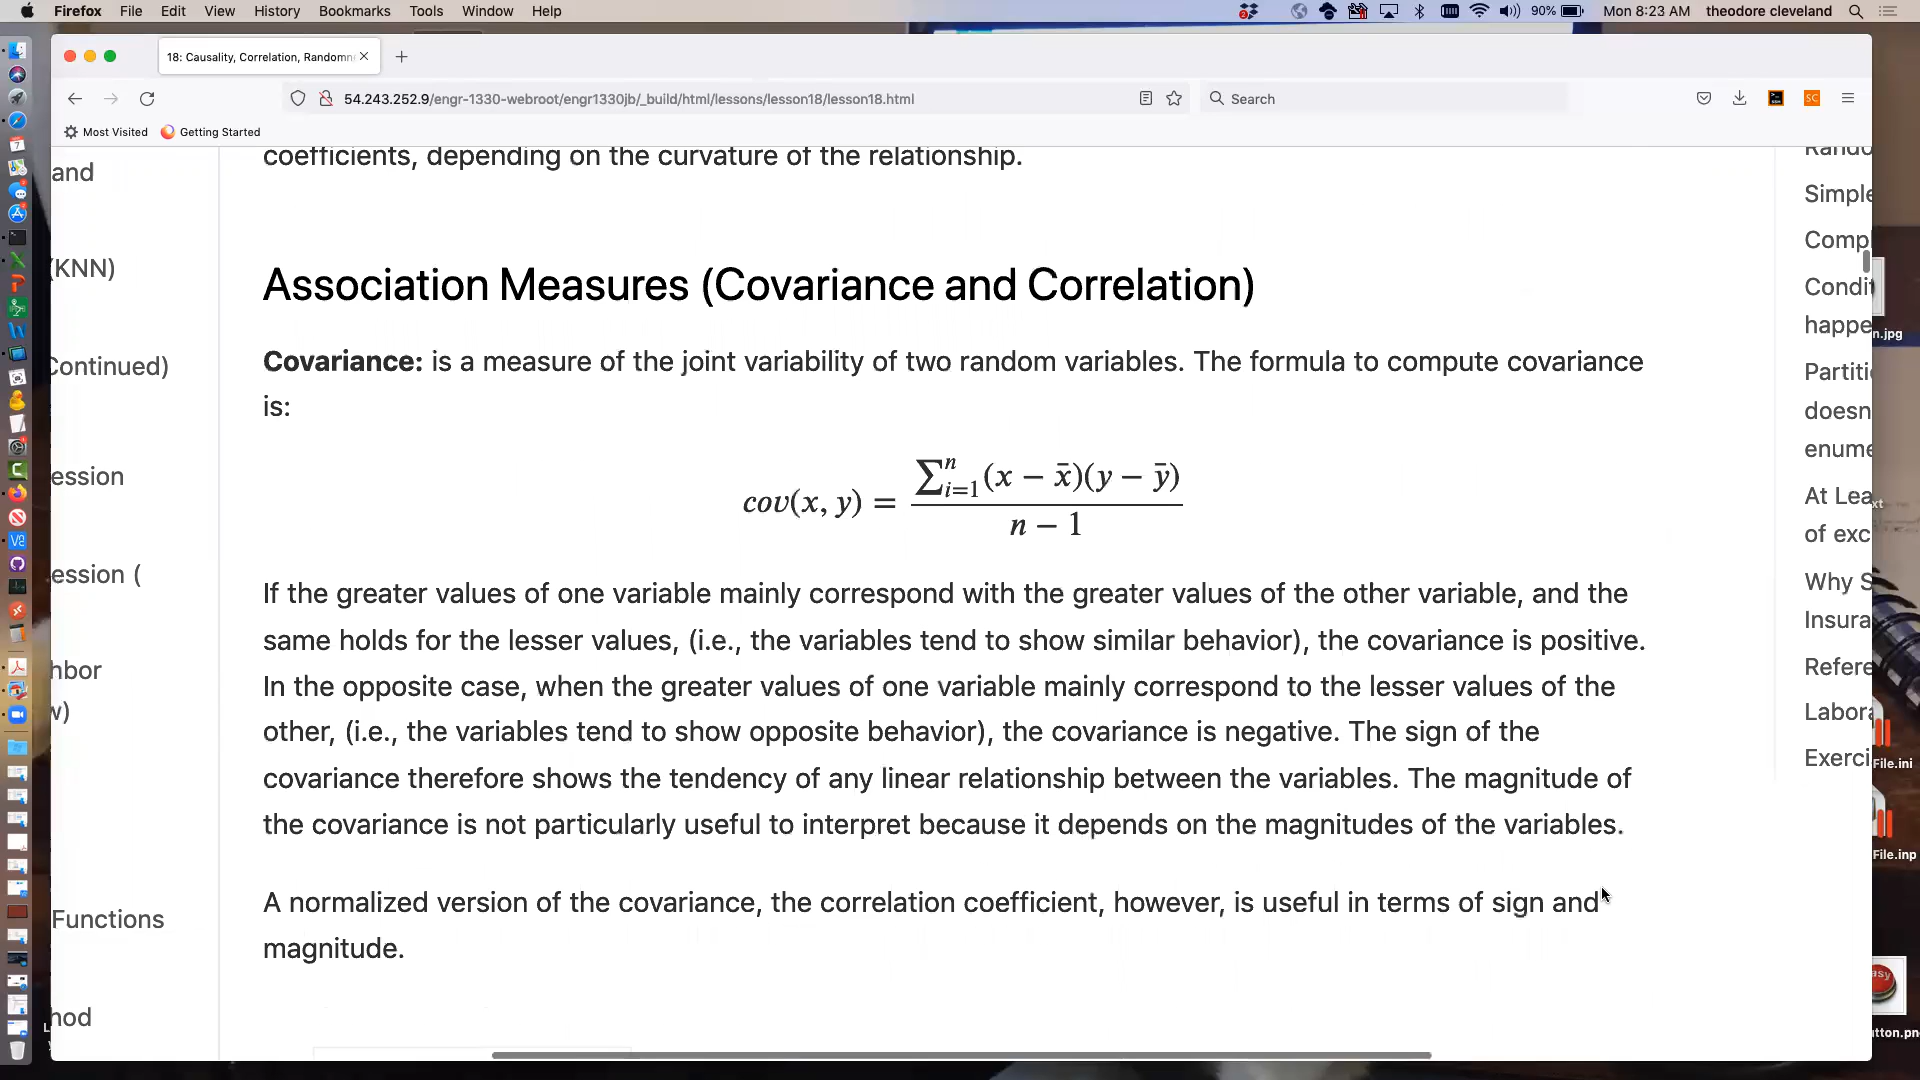 Firefox File Edit View History Bookmarks Tools Window Help 90% Mon 8:23 AM theodore cleveland
18: Causality, Correlation, Randomn
54.243.252.9/engr-1330-webroot/engr1330jb/_build/html/lessons/lesson18/lesson18.html Search
Most Visited Getting Started
coefficients, depending on the curvature of the relationship.
and
(KNN)
Continued)
ession
ession (
hbor
w)
Functions
hod
Association Measures (Covariance and Correlation)
Covariance: is a measure of the joint variability of two random variables. The formula to compute covariance
is:
cov(x, y) = \frac{\sum_{i=1}^{n}(x − x̄)(y − ȳ)}{n − 1}
If the greater values of one variable mainly correspond with the greater values of the other variable, and the
same holds for the lesser values, (i.e., the variables tend to show similar behavior), the covariance is positive.
In the opposite case, when the greater values of one variable mainly correspond to the lesser values of the
other, (i.e., the variables tend to show opposite behavior), the covariance is negative. The sign of the
covariance therefore shows the tendency of any linear relationship between the variables. The magnitude of
the covariance is not particularly useful to interpret because it depends on the magnitudes of the variables.
A normalized version of the covariance, the correlation coefficient, however, is useful in terms of sign and
magnitude.
Rando
Simple
Comp
Condi
happe
Partiti
doesn
enume
At Lea
of exc
Why S
Insura
Refere
Labora
Exerci
n.jpg
xt
File.ini
File.inp
asy
utton.pn